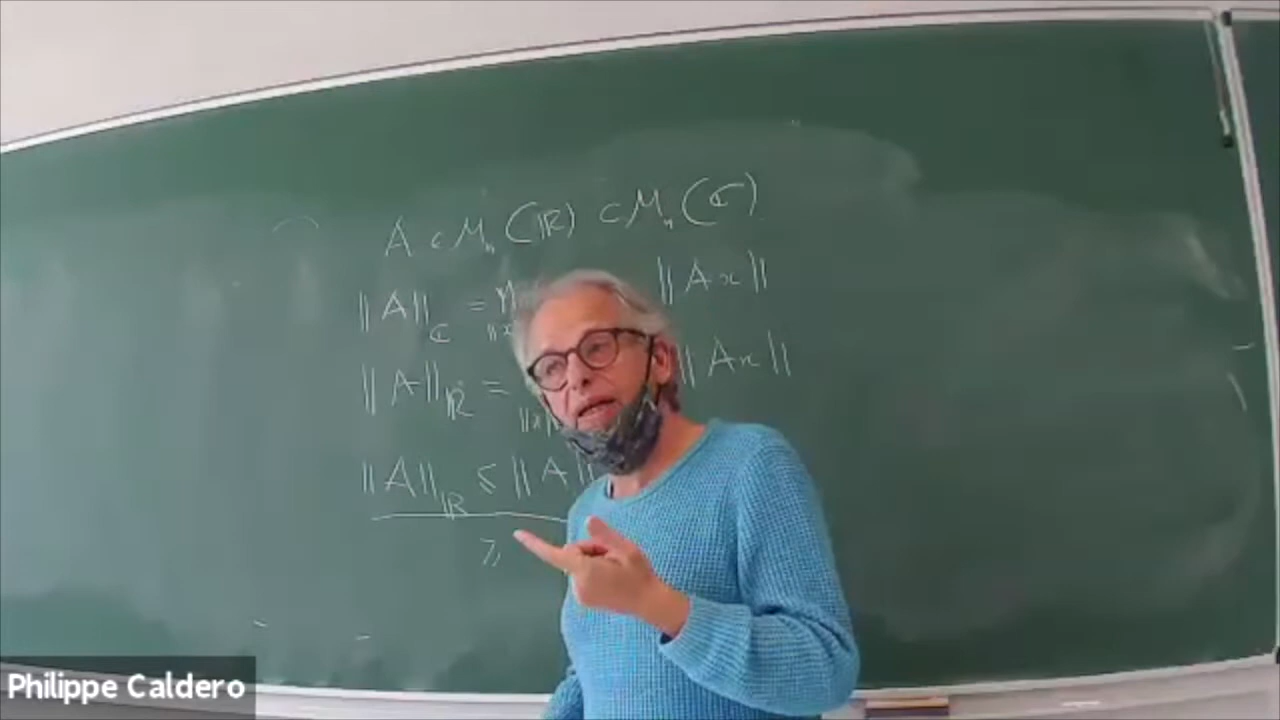 A ∈ Mₙ(ℝ) ⊂ Mₙ(ℂ)
||A||_ℂ = ||Ax||
||A||_ℝ = ||Ax||
||A||_ℝ ≤ ||A||
≥
Philippe Caldero